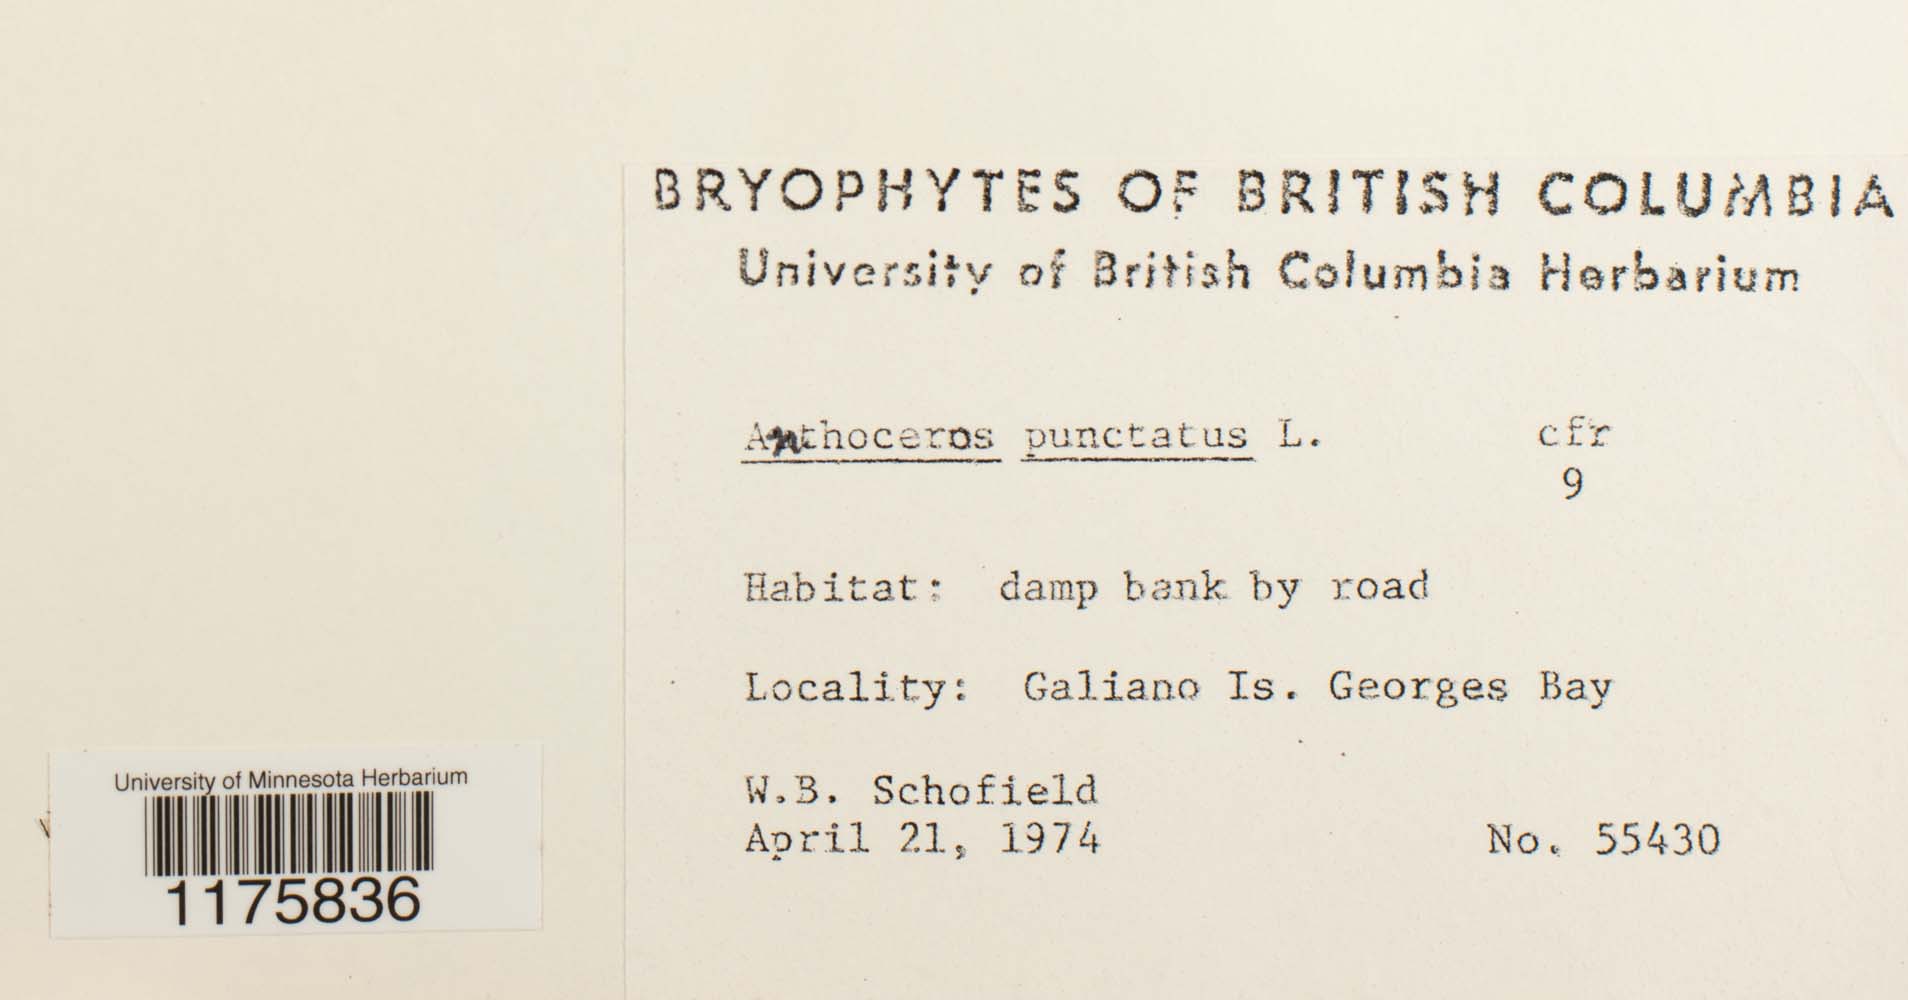 BRYOPHYTES OF BRITISH COLUMBIA
University of British Columbia Herbarium
Anthoceros punctatus L. cfr
9
Habitat: damp bank by road
Locality: Galiano Is. Georges Bay
W.B. Schofield
April 21, 1974 No. 55430
University of Minnesota Herbarium
1175836